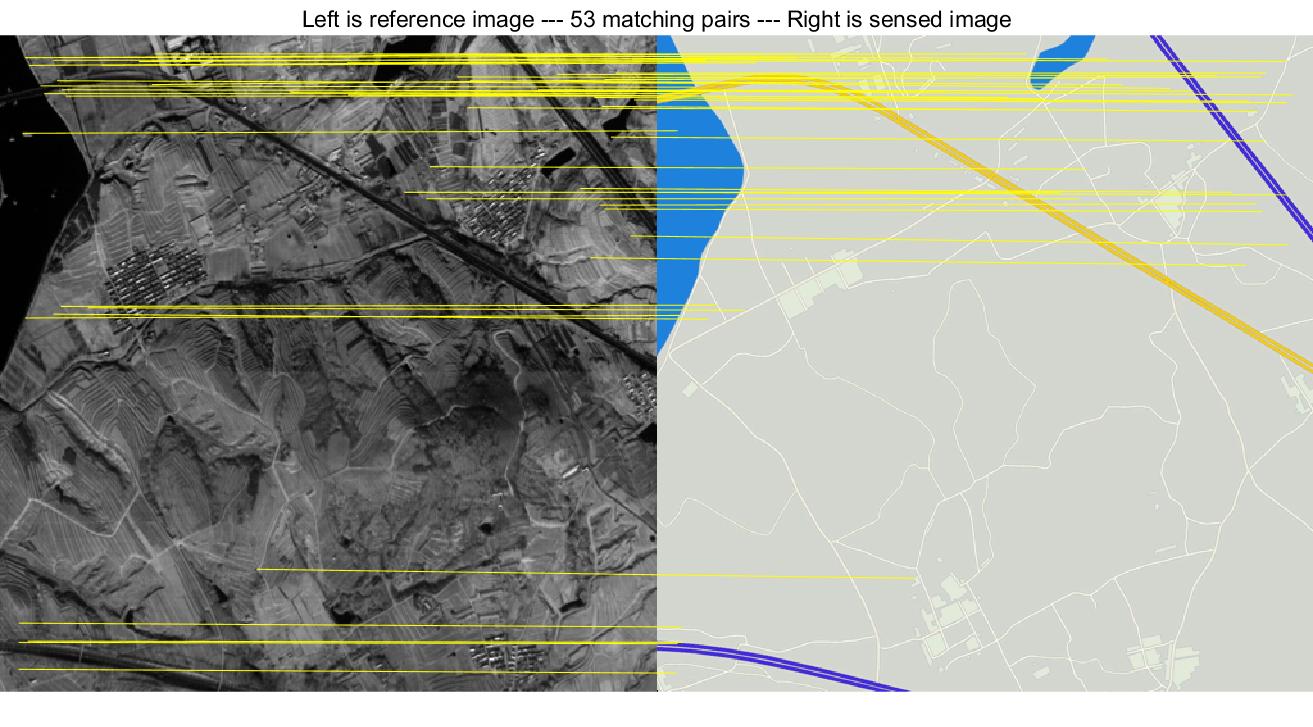 Left is reference image --- 53 matching pairs --- Right is sensed image